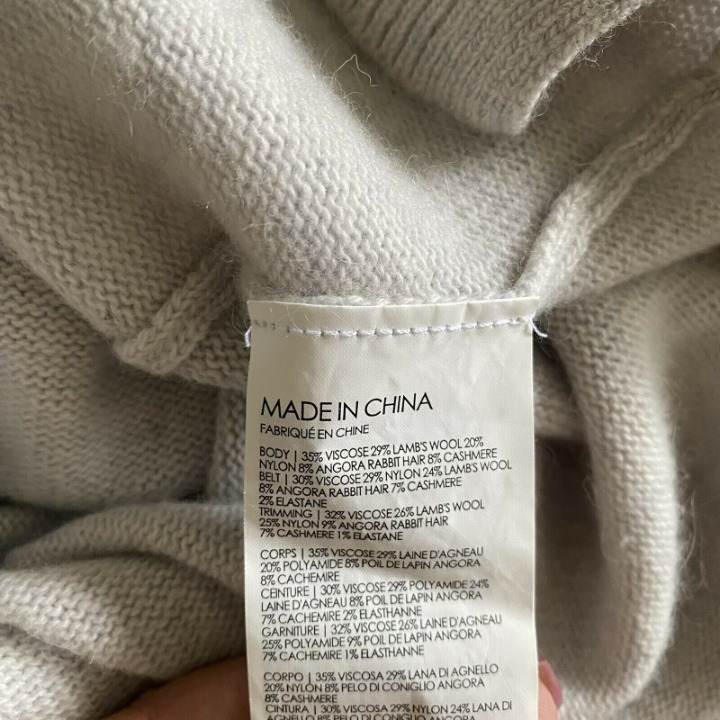 MADE IN CHINA
FABRIQUÉ EN CHINE
BODY | 35% VISCOSE 29% LAMB'S WOOL 20%
NYLON 8% ANGORA RABBIT HAIR 8% CASHMERE
BELT | 30% VISCOSE 29% NYLON 24% LAMB'S WOOL
8% ANGORA RABBIT HAIR 7% CASHMERE
2% ELASTANE
TRIMMING | 32% VISCOSE 26% LAMB'S WOOL
25% NYLON 9% ANGORA RABBIT HAIR
7% CASHMERE 1% ELASTANE
CORPS | 35% VISCOSE 29% LAINE D'AGNEAU
20% POLYAMIDE 8% POIL DE LAPIN ANGORA
8% CACHEMIRE
CEINTURE | 30% VISCOSE 29% POLYAMIDE 24%
LAINE D'AGNEAU 8% POIL DE LAPIN ANGORA
7% CACHEMIRE 2% ELASTHANNE
GARNITURE | 32% VISCOSE 26% LAINE D'AGNEAU
25% POLYAMIDE 9% POIL DE LAPIN ANGORA
7% CACHEMIRE 1% ELASTHANNE
CORPO | 35% VISCOSA 29% LANA DI AGNELLO
20% NYLON 8% PELO DI CONIGLIO ANGORA
8% CASHMERE
CINTURA | 30% VISCOSA 29% NYLON 24% LANA DI
AGNELLO 8% PELO DI CONIGLIO ANGORA